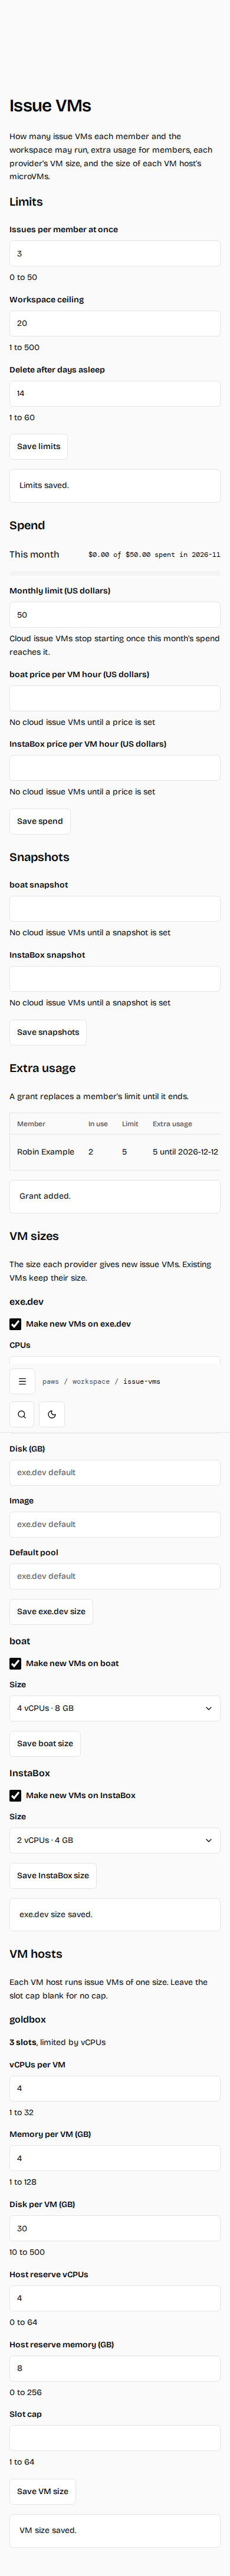 Issue VMs
How many issue VMs each member and the
workspace may run, extra usage for members, each
provider's VM size, and the size of each VM host's
microVMs.
Limits
Issues per member at once
3
0 to 50
Workspace ceiling
20
1 to 500
Delete after days asleep
14
1 to 60
Save limits
Limits saved.
Spend
This month $0.00 of $50.00 spent in 2026-11
Monthly limit (US dollars)
50
Cloud issue VMs stop starting once this month's spend
reaches it.
boat price per VM hour (US dollars)
No cloud issue VMs until a price is set
InstaBox price per VM hour (US dollars)
No cloud issue VMs until a price is set
Save spend
Snapshots
boat snapshot
No cloud issue VMs until a snapshot is set
InstaBox snapshot
No cloud issue VMs until a snapshot is set
Save snapshots
Extra usage
A grant replaces a member's limit until it ends.
Member In use Limit Extra usage
Robin Example 2 5 5 until 2026-12-12
Grant added.
VM sizes
The size each provider gives new issue VMs. Existing
VMs keep their size.
exe.dev
Make new VMs on exe.dev
CPUs
paws / workspace / issue-vms
Disk (GB)
exe.dev default
Image
exe.dev default
Default pool
exe.dev default
Save exe.dev size
boat
Make new VMs on boat
Size
4 vCPUs · 8 GB
Save boat size
InstaBox
Make new VMs on InstaBox
Size
2 vCPUs · 4 GB
Save InstaBox size
exe.dev size saved.
VM hosts
Each VM host runs issue VMs of one size. Leave the
slot cap blank for no cap.
goldbox
3 slots, limited by vCPUs
vCPUs per VM
4
1 to 32
Memory per VM (GB)
4
1 to 128
Disk per VM (GB)
30
10 to 500
Host reserve vCPUs
4
0 to 64
Host reserve memory (GB)
8
0 to 256
Slot cap
1 to 64
Save VM size
VM size saved.